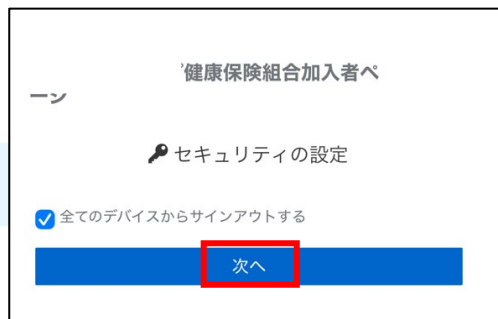 健康保険組合加入者ペ
ージ
セキュリティの設定
全てのデバイスからサインアウトする
次へ